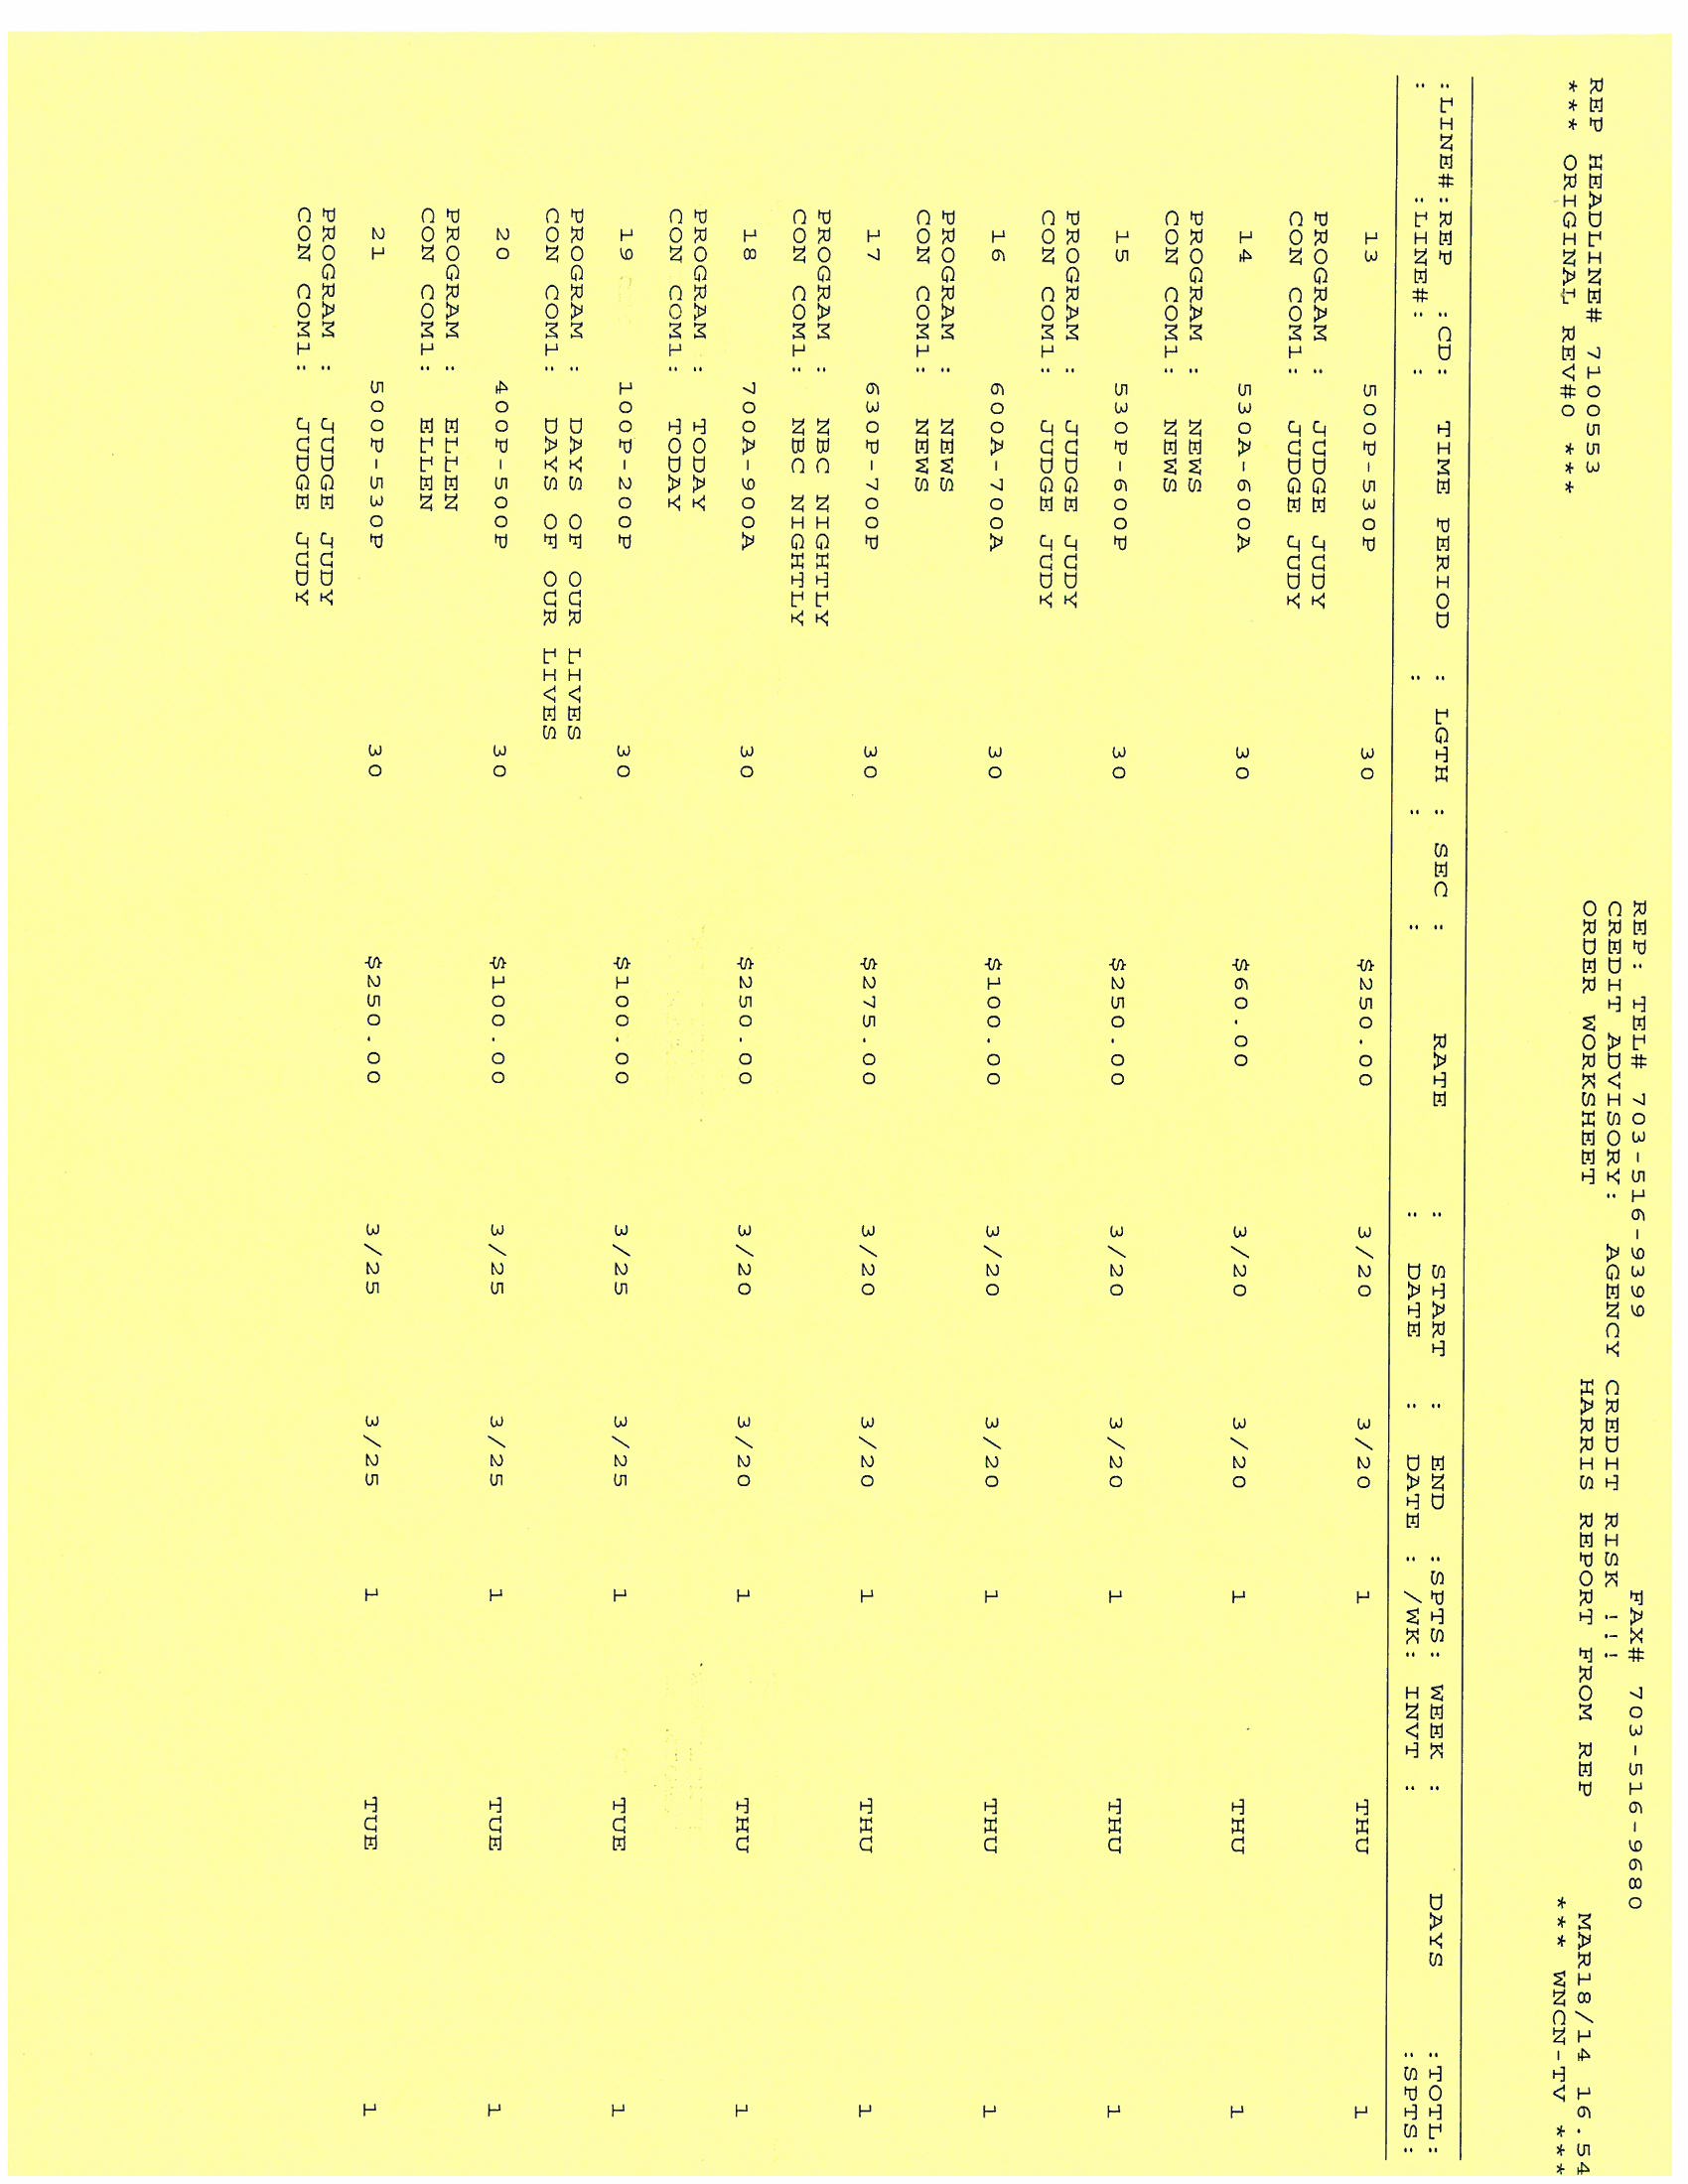 REP: TEL# 703-516-9399 FAX# 703-516-9680
CREDIT ADVISORY: AGENCY CREDIT RISK !!!
REP HEADLINE# 7100553 ORDER WORKSHEET HARRIS REPORT FROM REP MAR18/14 16.54
*** ORIGINAL REV#0 *** *** WNCN-TV ***
:LINE#:REP :CD: TIME PERIOD : LGTH : SEC : RATE : START : END :SPTS: WEEK : DAYS :TOTL:
: :LINE#: : : : : DATE : DATE : /WK: INVT : :SPTS:
13 500P-530P 30 $250.00 3/20 3/20 1 THU 1
PROGRAM : JUDGE JUDY
CON COM1: JUDGE JUDY
14 530A-600A 30 $60.00 3/20 3/20 1 THU 1
PROGRAM : NEWS
CON COM1: NEWS
15 530P-600P 30 $250.00 3/20 3/20 1 THU 1
PROGRAM : JUDGE JUDY
CON COM1: JUDGE JUDY
16 600A-700A 30 $100.00 3/20 3/20 1 THU 1
PROGRAM : NEWS
CON COM1: NEWS
17 630P-700P 30 $275.00 3/20 3/20 1 THU 1
PROGRAM : NBC NIGHTLY
CON COM1: NBC NIGHTLY
18 700A-900A 30 $250.00 3/20 3/20 1 THU 1
PROGRAM : TODAY
CON COM1: TODAY
19 100P-200P 30 $100.00 3/25 3/25 1 TUE 1
PROGRAM : DAYS OF OUR LIVES
CON COM1: DAYS OF OUR LIVES
20 400P-500P 30 $100.00 3/25 3/25 1 TUE 1
PROGRAM : ELLEN
CON COM1: ELLEN
21 500P-530P 30 $250.00 3/25 3/25 1 TUE 1
PROGRAM : JUDGE JUDY
CON COM1: JUDGE JUDY